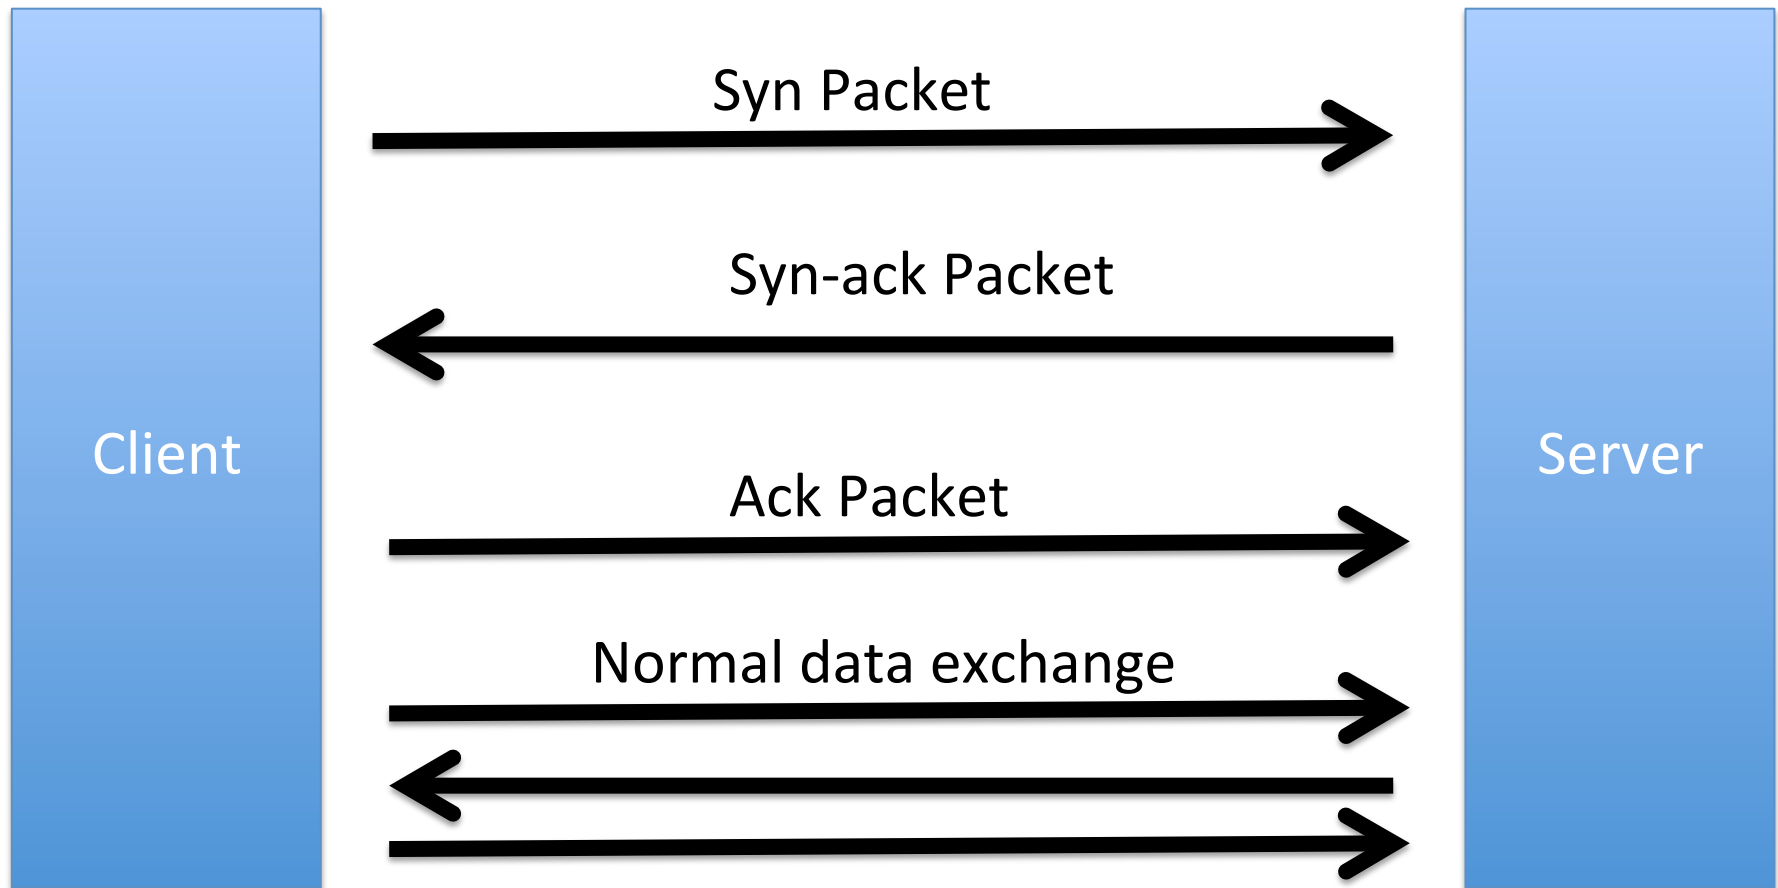 Syn Packet
Syn-ack Packet
Client
Server
Ack Packet
Normal data exchange